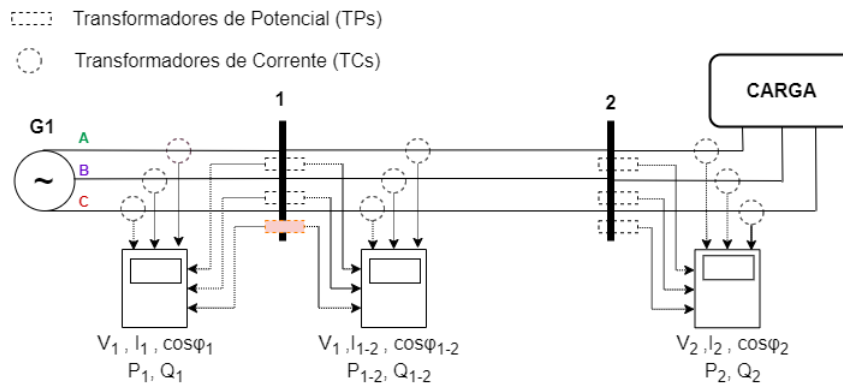 Transformadores de Potencial (TPs)
Transformadores de Corrente (TCs)
CARGA
1
2
G1
A
B
C
~
V₁ , I₁ , cosφ₁
P₁, Q₁
V₁ ,I₁₋₂ , cosφ₁₋₂
P₁₋₂, Q₁₋₂
V₂ ,I₂ , cosφ₂
P₂, Q₂